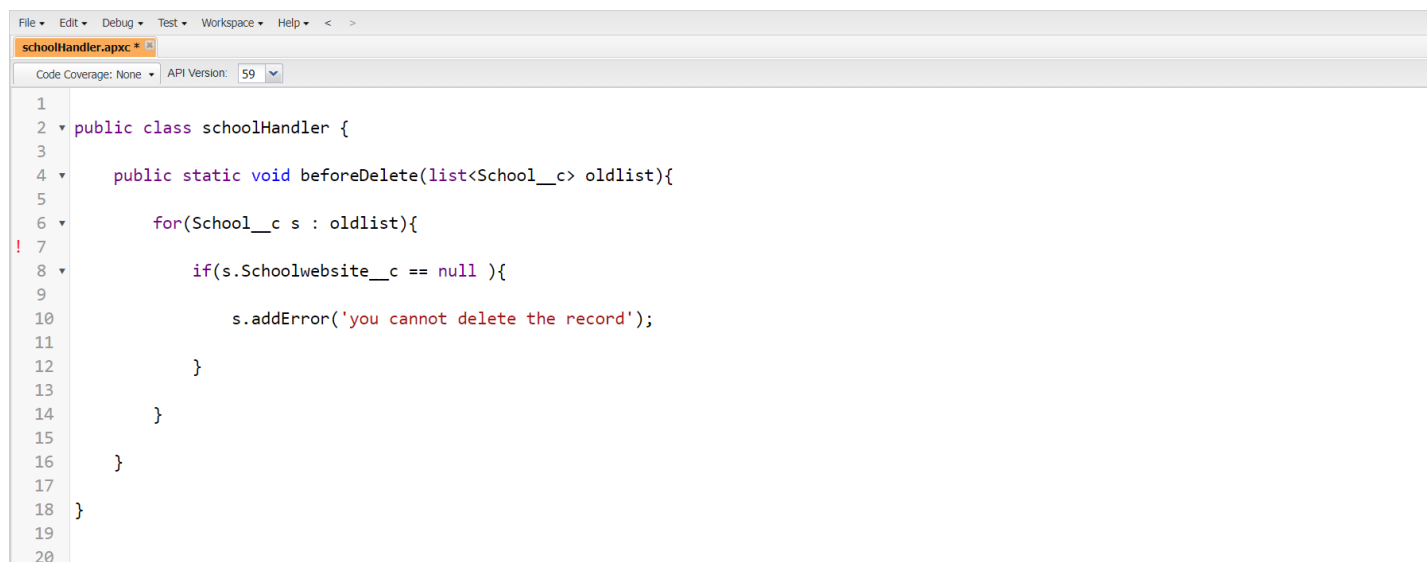 File Edit Debug Test Workspace Help < >
schoolHandler.apxc *
Code Coverage: None API Version: 59
1
2 public class schoolHandler {
3
4 public static void beforeDelete(list<School__c> oldlist){
5
6 for(School__c s : oldlist){
! 7
8 if(s.Schoolwebsite__c == null ){
9
10 s.addError('you cannot delete the record');
11
12 }
13
14 }
15
16 }
17
18 }
19
20